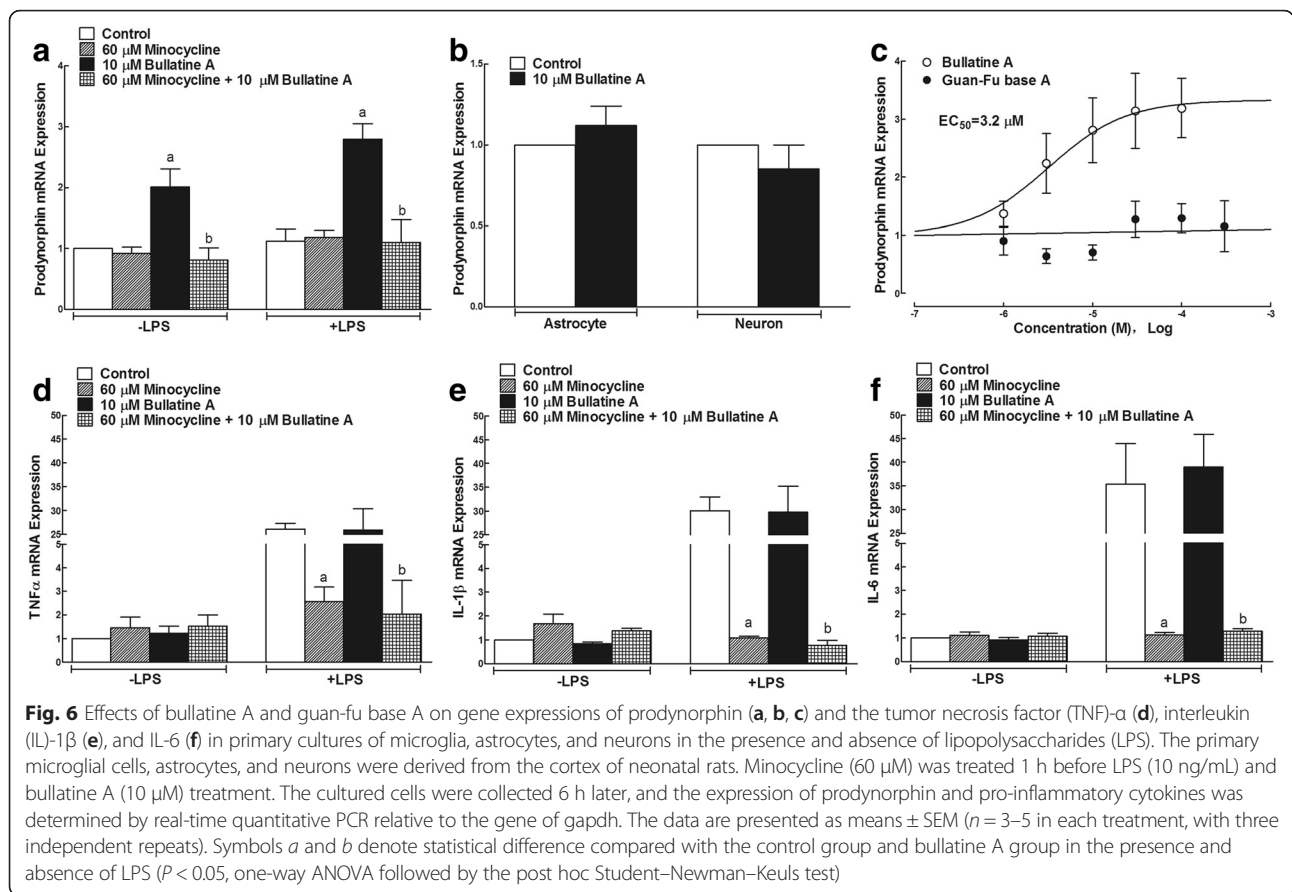 a
Control
60 μM Minocycline
10 μM Bullatine A
60 μM Minocycline + 10 μM Bullatine A
Prodynorphin mRNA Expression
4
3
2
1
0
a
b
a
b
-LPS
+LPS
b
Control
10 μM Bullatine A
Prodynorphin mRNA Expression
1.5
1.0
0.5
0.0
Astrocyte
Neuron
c
Bullatine A
Guan-Fu base A
EC50=3.2 μM
Prodynorphin mRNA Expression
4
3
2
1
0
-7
-6
-5
-4
-3
Concentration (M), Log
d
Control
60 μM Minocycline
10 μM Bullatine A
60 μM Minocycline + 10 μM Bullatine A
TNFα mRNA Expression
50
45
40
35
30
25
5
4
3
2
1
0
a
b
-LPS
+LPS
e
Control
60 μM Minocycline
10 μM Bullatine A
60 μM Minocycline + 10 μM Bullatine A
IL-1β mRNA Expression
50
45
40
35
30
25
5
4
3
2
1
0
a
b
-LPS
+LPS
f
Control
60 μM Minocycline
10 μM Bullatine A
60 μM Minocycline + 10 μM Bullatine A
IL-6 mRNA Expression
50
45
40
35
30
25
5
4
3
2
1
0
a
b
-LPS
+LPS
Fig. 6 Effects of bullatine A and guan-fu base A on gene expressions of prodynorphin (a, b, c) and the tumor necrosis factor (TNF)-α (d), interleukin
(IL)-1β (e), and IL-6 (f) in primary cultures of microglia, astrocytes, and neurons in the presence and absence of lipopolysaccharides (LPS). The primary
microglial cells, astrocytes, and neurons were derived from the cortex of neonatal rats. Minocycline (60 μM) was treated 1 h before LPS (10 ng/mL) and
bullatine A (10 μM) treatment. The cultured cells were collected 6 h later, and the expression of prodynorphin and pro-inflammatory cytokines was
determined by real-time quantitative PCR relative to the gene of gapdh. The data are presented as means ± SEM (n = 3–5 in each treatment, with three
independent repeats). Symbols a and b denote statistical difference compared with the control group and bullatine A group in the presence and
absence of LPS (P < 0.05, one-way ANOVA followed by the post hoc Student–Newman–Keuls test)